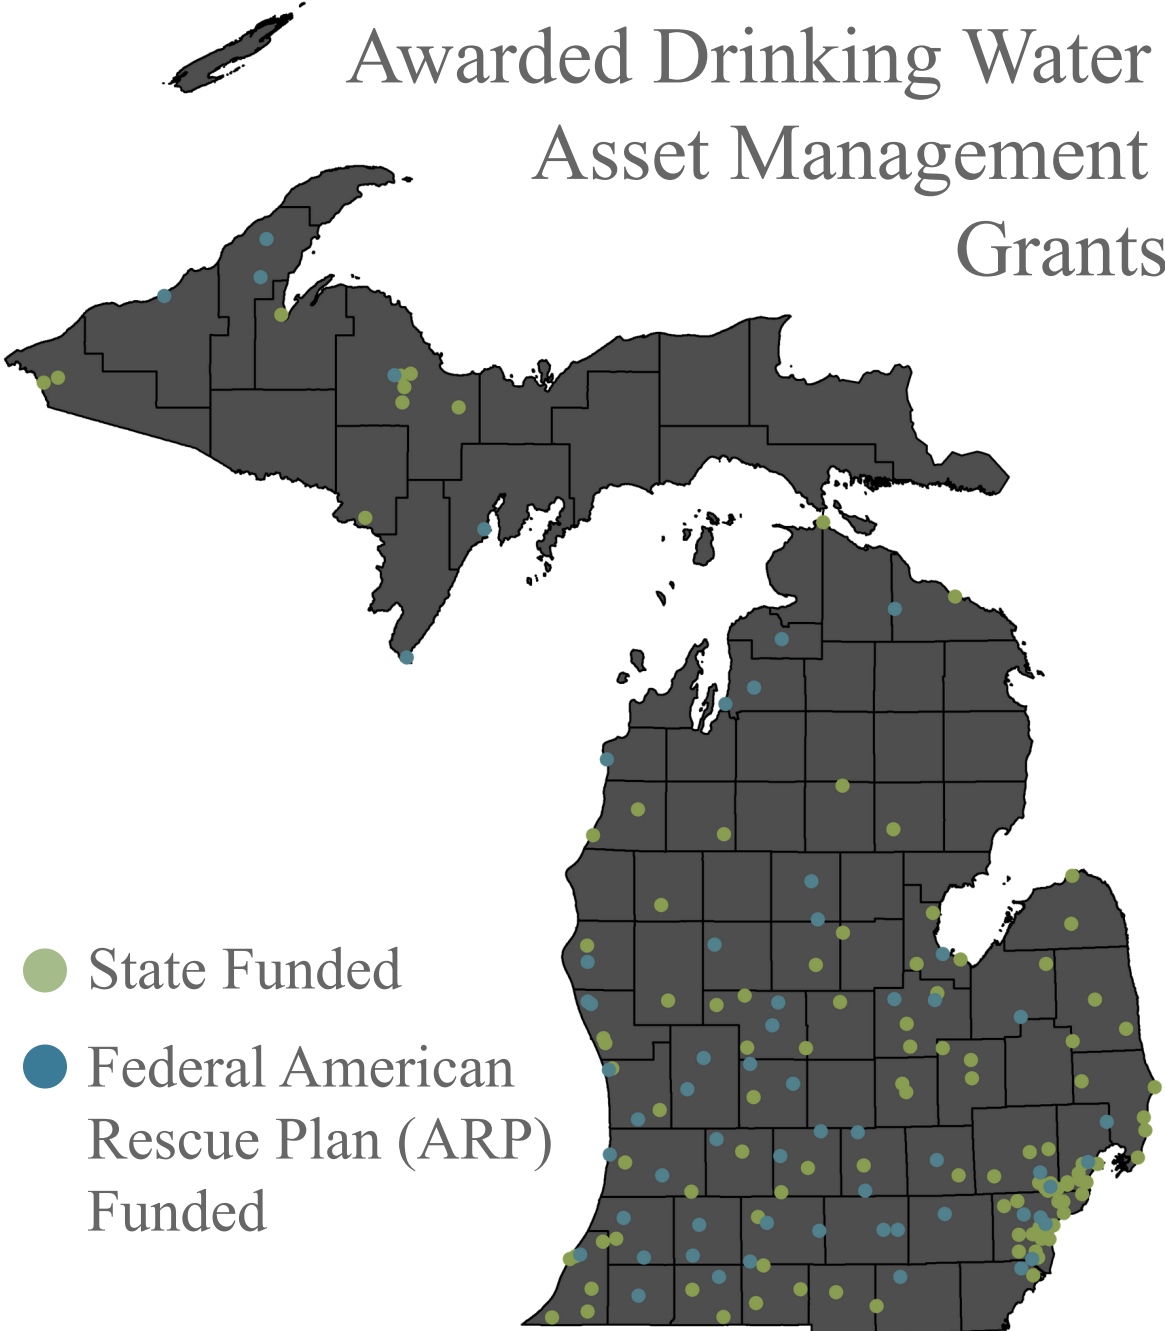 Awarded Drinking Water
Asset Management
Grants
State Funded
Federal American
Rescue Plan (ARP)
Funded